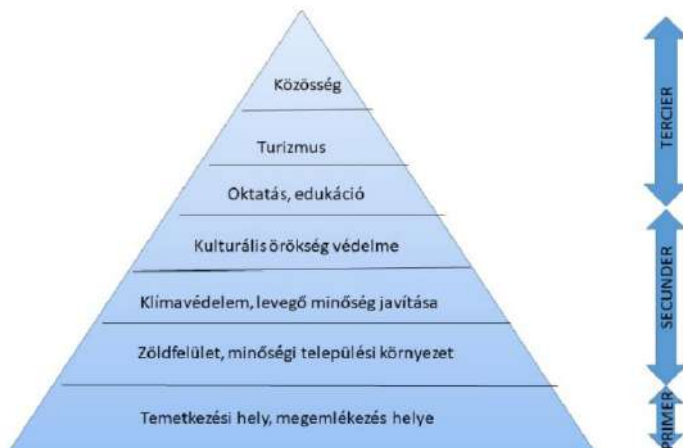 Közösség
Turizmus
Oktatás, edukáció
Kulturális örökség védelme
Klímavédelem, levegő minőség javítása
Zöldfelület, minőségi települési környezet
Temetkezési hely, megemlékezés helye
TERCIER
SECUNDER
PRIMER